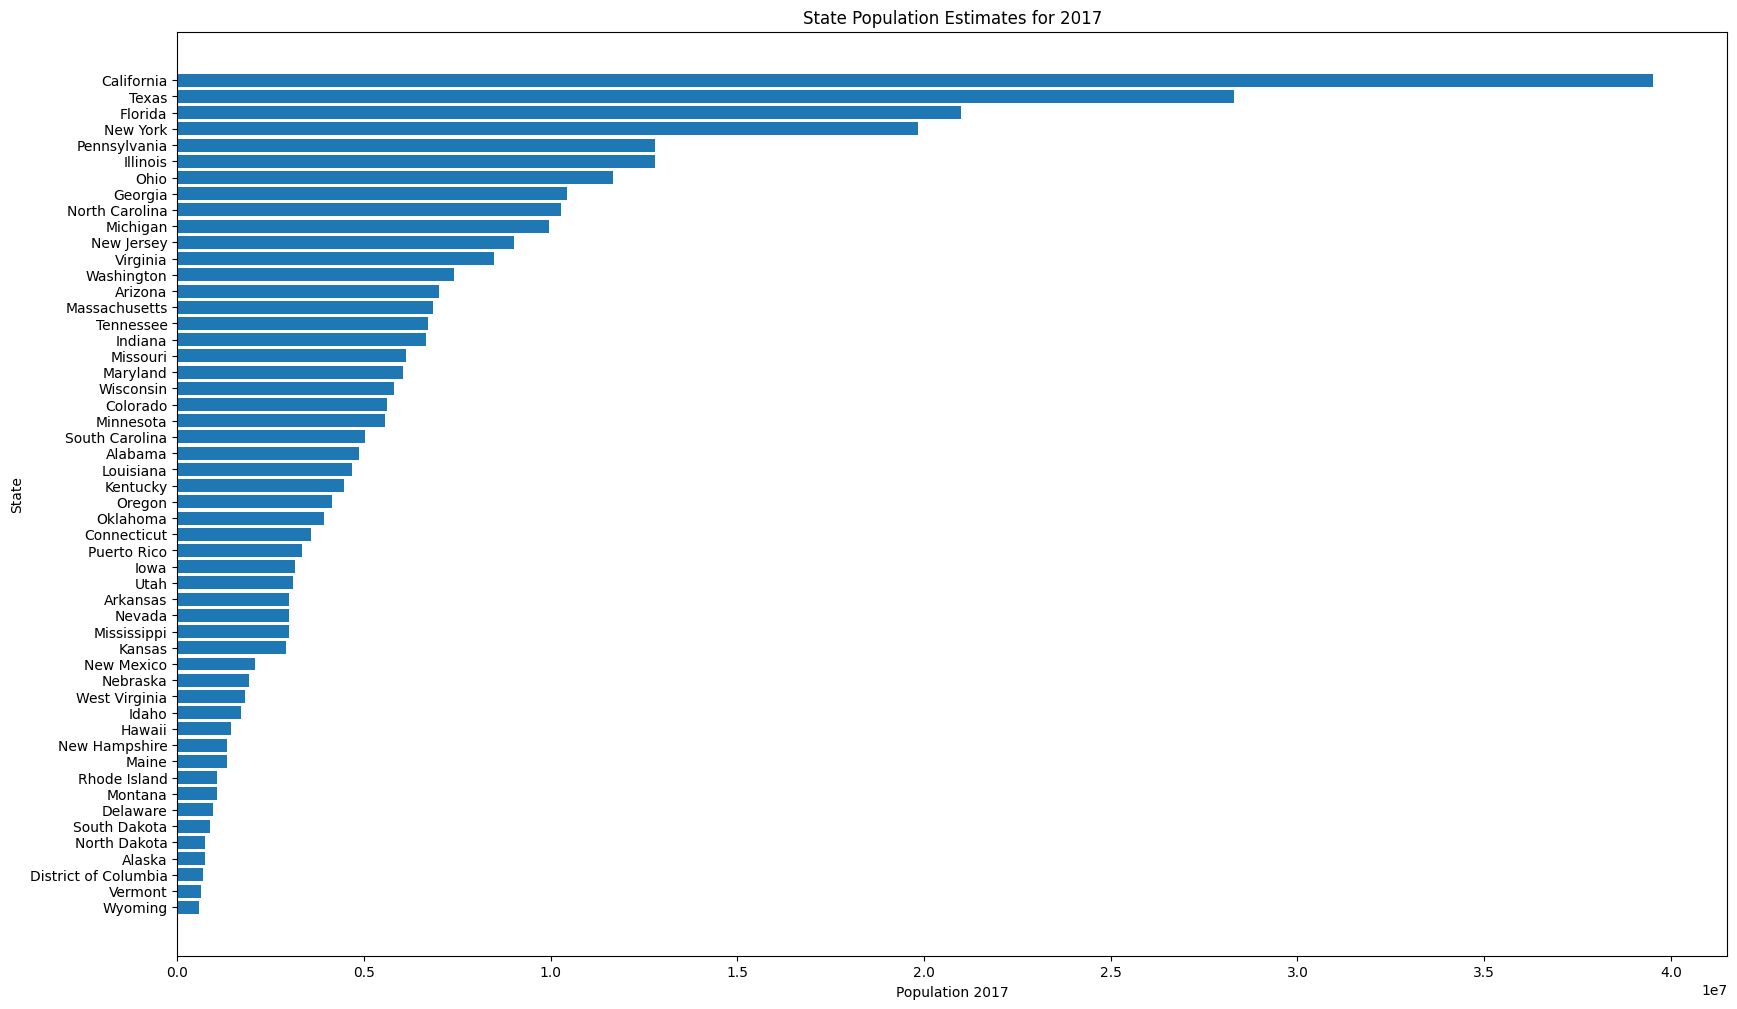 State Population Estimates for 2017
California
Texas
Florida
New York
Pennsylvania
Illinois
Ohio
Georgia
North Carolina
Michigan
New Jersey
Virginia
Washington
Arizona
Massachusetts
Tennessee
Indiana
Missouri
Maryland
Wisconsin
Colorado
Minnesota
South Carolina
Alabama
Louisiana
Kentucky
Oregon
Oklahoma
Connecticut
Puerto Rico
Iowa
Utah
Arkansas
Nevada
Mississippi
Kansas
New Mexico
Nebraska
West Virginia
Idaho
Hawaii
New Hampshire
Maine
Rhode Island
Montana
Delaware
South Dakota
North Dakota
Alaska
District of Columbia
Vermont
Wyoming
State
0.0 0.5 1.0 1.5 2.0 2.5 3.0 3.5 4.0
1e7
Population 2017